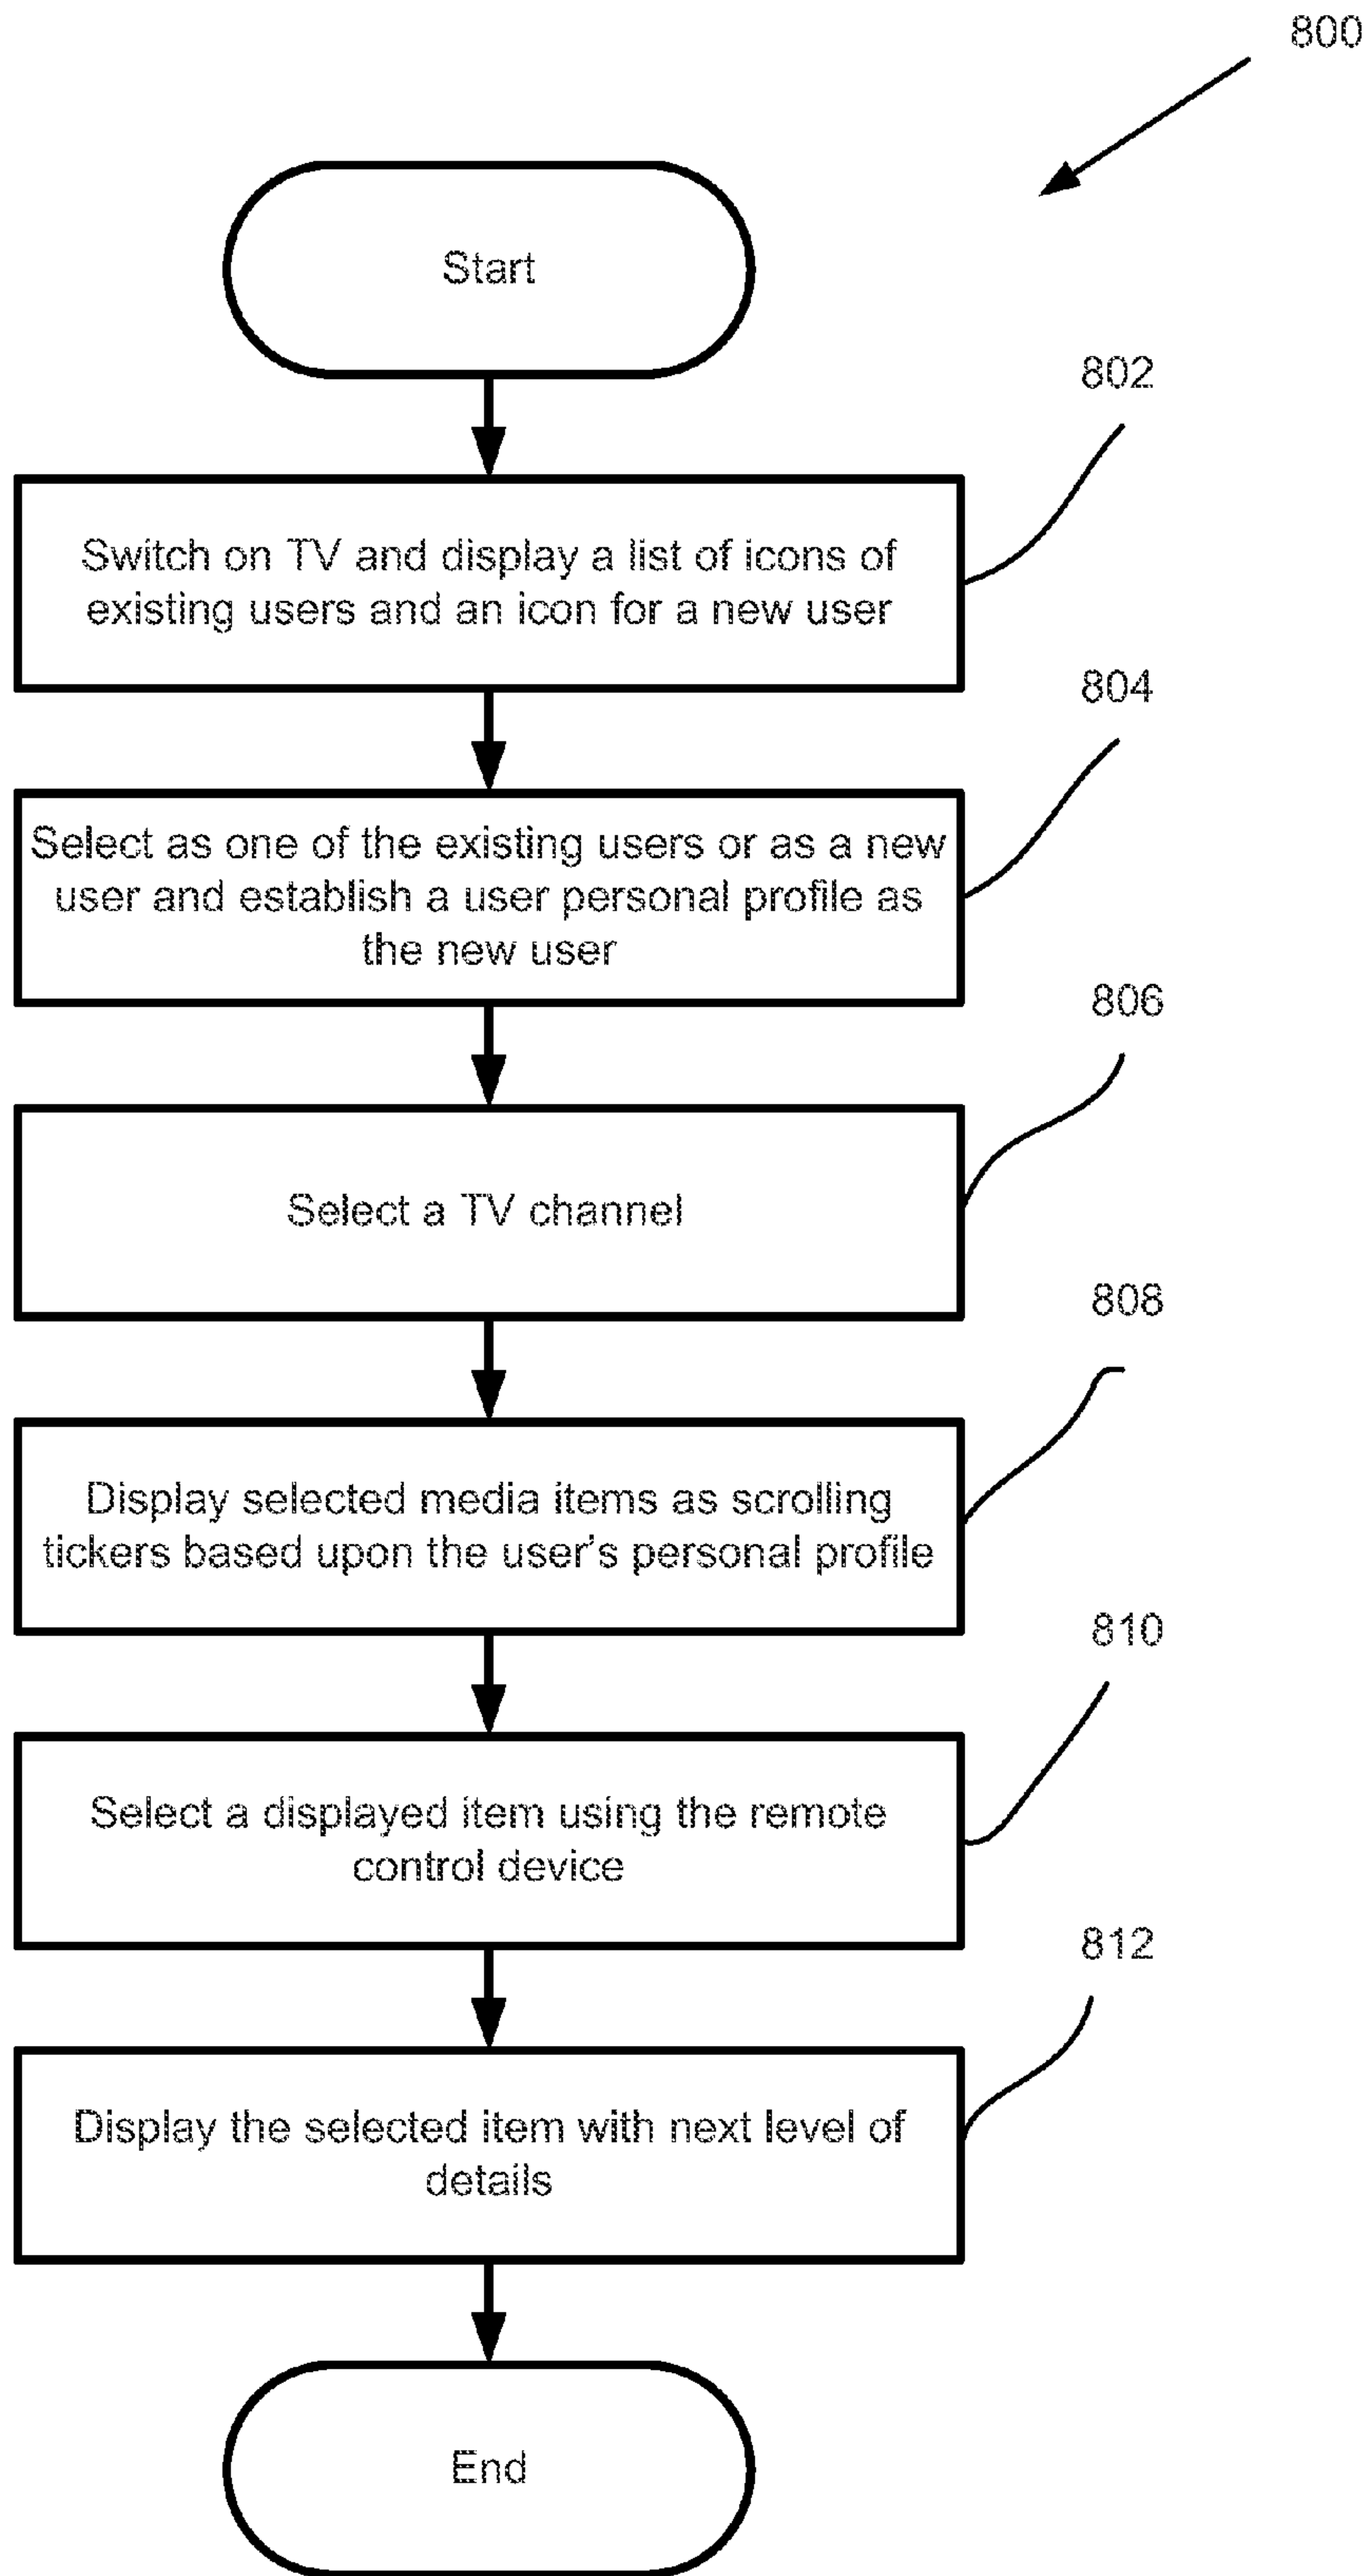 800
Start
802
Switch on TV and display a list of icons of
existing users and an icon for a new user
804
Select as one of the existing users or as a new
user and establish a user personal profile as
the new user
806
Select a TV channel
808
Display selected media items as scrolling
tickers based upon the user's personal profile
810
Select a displayed item using the remote
control device
812
Display the selected item with next level of
details
End